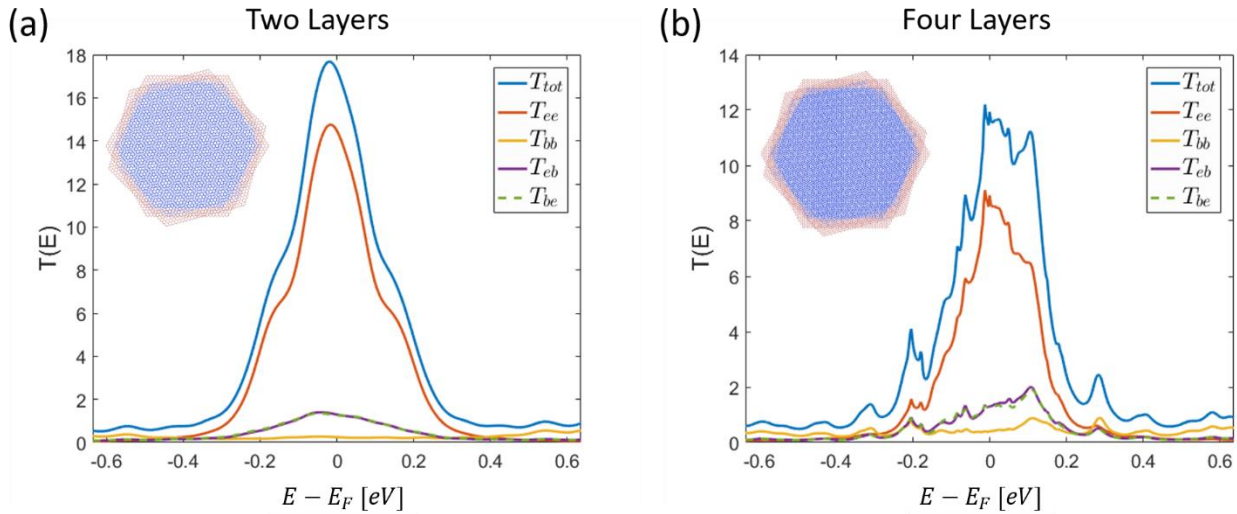 (a)
Two Layers
18
16
14
12
10
8
6
4
2
0
T(E)
-0.6
-0.4
-0.2
0
0.2
0.4
0.6
E − E_F [eV]
T_tot
T_ee
T_bb
T_eb
T_be
(b)
Four Layers
14
12
10
8
6
4
2
0
T(E)
-0.6
-0.4
-0.2
0
0.2
0.4
0.6
E − E_F [eV]
T_tot
T_ee
T_bb
T_eb
T_be